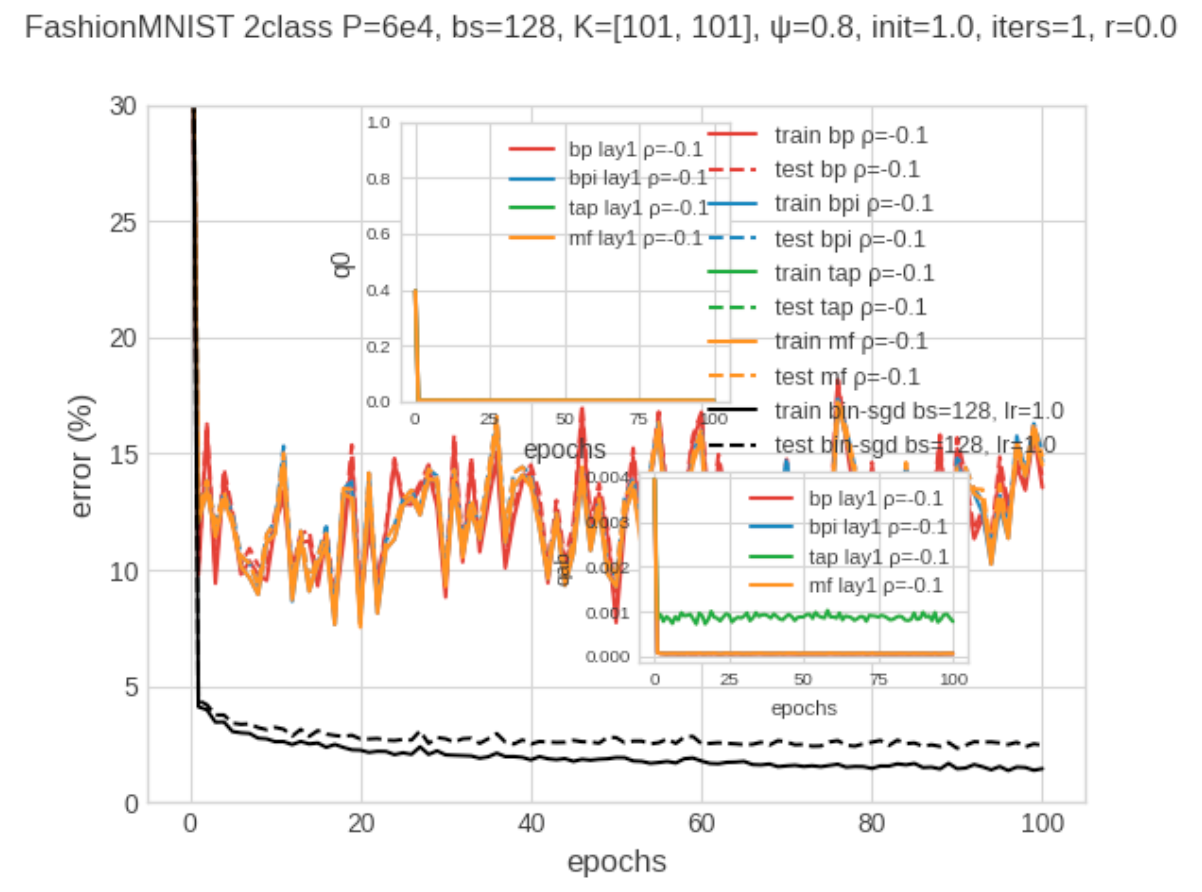 FashionMNIST 2class P=6e4, bs=128, K=[101, 101], ψ=0.8, init=1.0, iters=1, r=0.0
error (%)
30
25
20
15
10
5
0
0
20
40
60
80
100
epochs
q0
1.0
0.8
0.6
0.4
0.2
0.0
0
25
50
75
100
epochs
bp lay1 ρ=-0.1
bpi lay1 ρ=-0.1
tap lay1 ρ=-0.1
mf lay1 ρ=-0.1
train bp ρ=-0.1
test bp ρ=-0.1
train bpi ρ=-0.1
test bpi ρ=-0.1
train tap ρ=-0.1
test tap ρ=-0.1
train mf ρ=-0.1
test mf ρ=-0.1
train bin-sgd bs=128, lr=1.0
test bin-sgd bs=128, lr=1.0
qab
0.004
0.003
0.002
0.001
0.000
0
25
50
75
100
epochs
bp lay1 ρ=-0.1
bpi lay1 ρ=-0.1
tap lay1 ρ=-0.1
mf lay1 ρ=-0.1